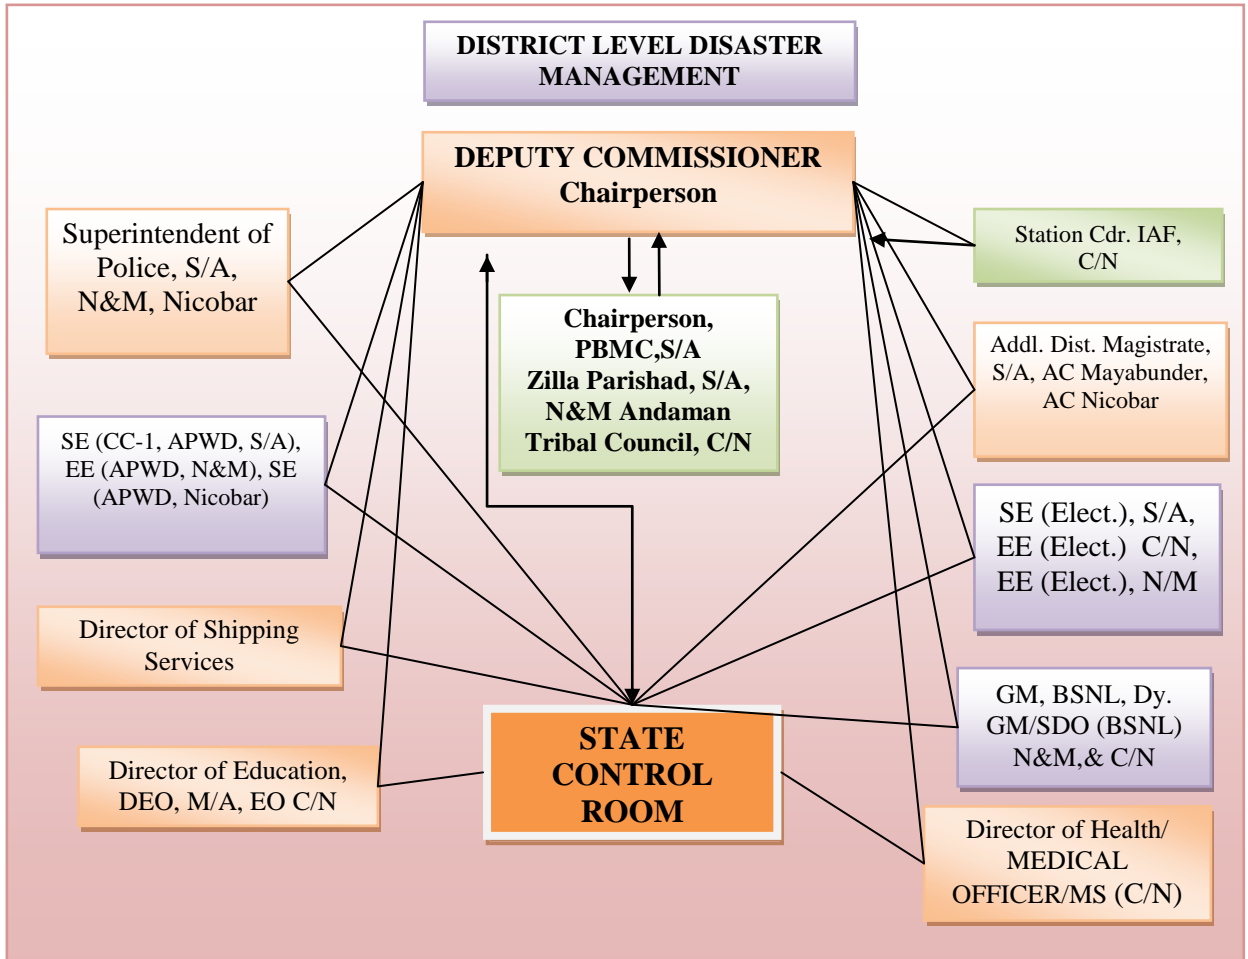 DISTRICT LEVEL DISASTER
MANAGEMENT
DEPUTY COMMISSIONER
Chairperson
Superintendent of
Police, S/A,
N&M, Nicobar
Station Cdr. IAF,
C/N
Chairperson,
PBMC,S/A
Zilla Parishad, S/A,
N&M Andaman
Tribal Council, C/N
Addl. Dist. Magistrate,
S/A, AC Mayabunder,
AC Nicobar
SE (CC-1, APWD, S/A),
EE (APWD, N&M), SE
(APWD, Nicobar)
SE (Elect.), S/A,
EE (Elect.) C/N,
EE (Elect.), N/M
Director of Shipping
Services
GM, BSNL, Dy.
GM/SDO (BSNL)
N&M,& C/N
STATE
CONTROL
ROOM
Director of Education,
DEO, M/A, EO C/N
Director of Health/
MEDICAL
OFFICER/MS (C/N)